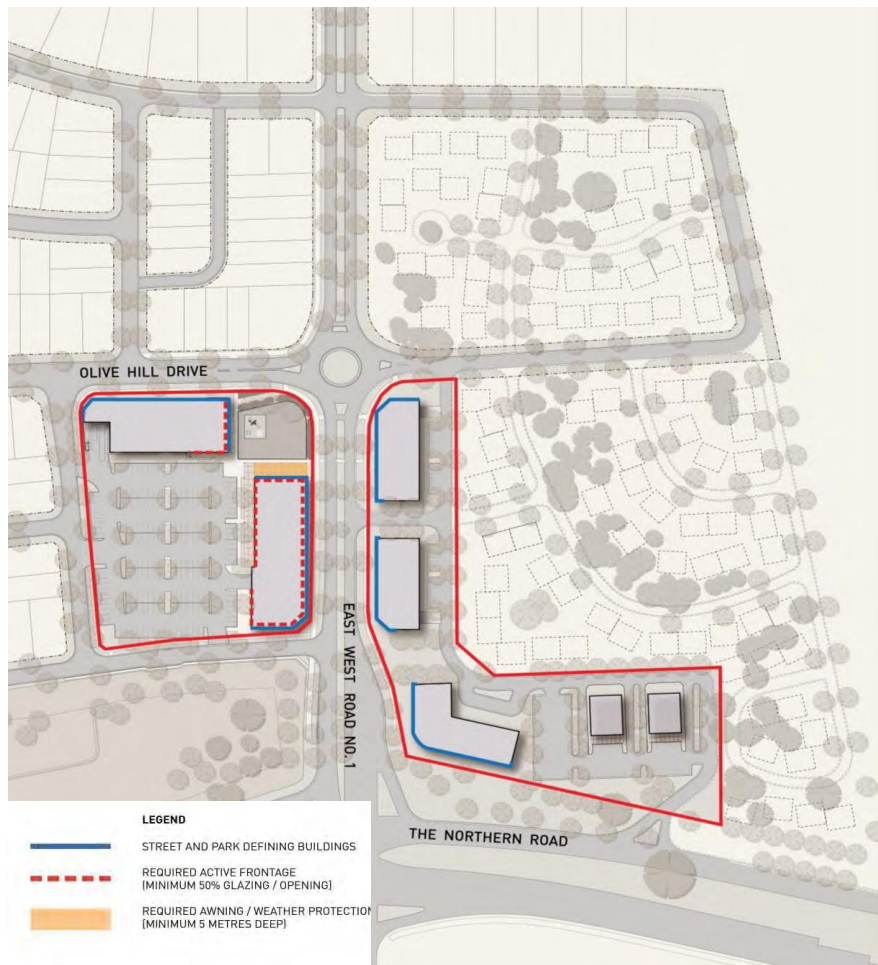 OLIVE HILL DRIVE
EAST WEST ROAD NO. 1
THE NORTHERN ROAD
LEGEND
STREET AND PARK DEFINING BUILDINGS
REQUIRED ACTIVE FRONTAGE
(MINIMUM 50% GLAZING / OPENING)
REQUIRED AWNING / WEATHER PROTECTION
(MINIMUM 5 METRES DEEP)